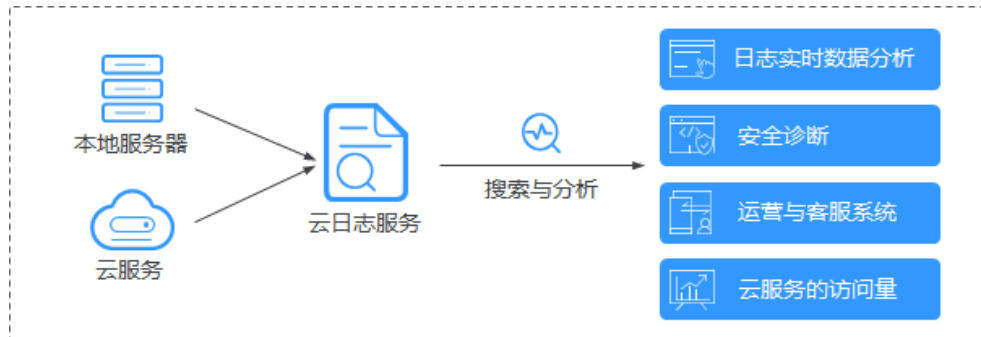 本地服务器
云服务
云日志服务
搜索与分析
日志实时数据分析
安全诊断
运营与客服系统
云服务的访问量